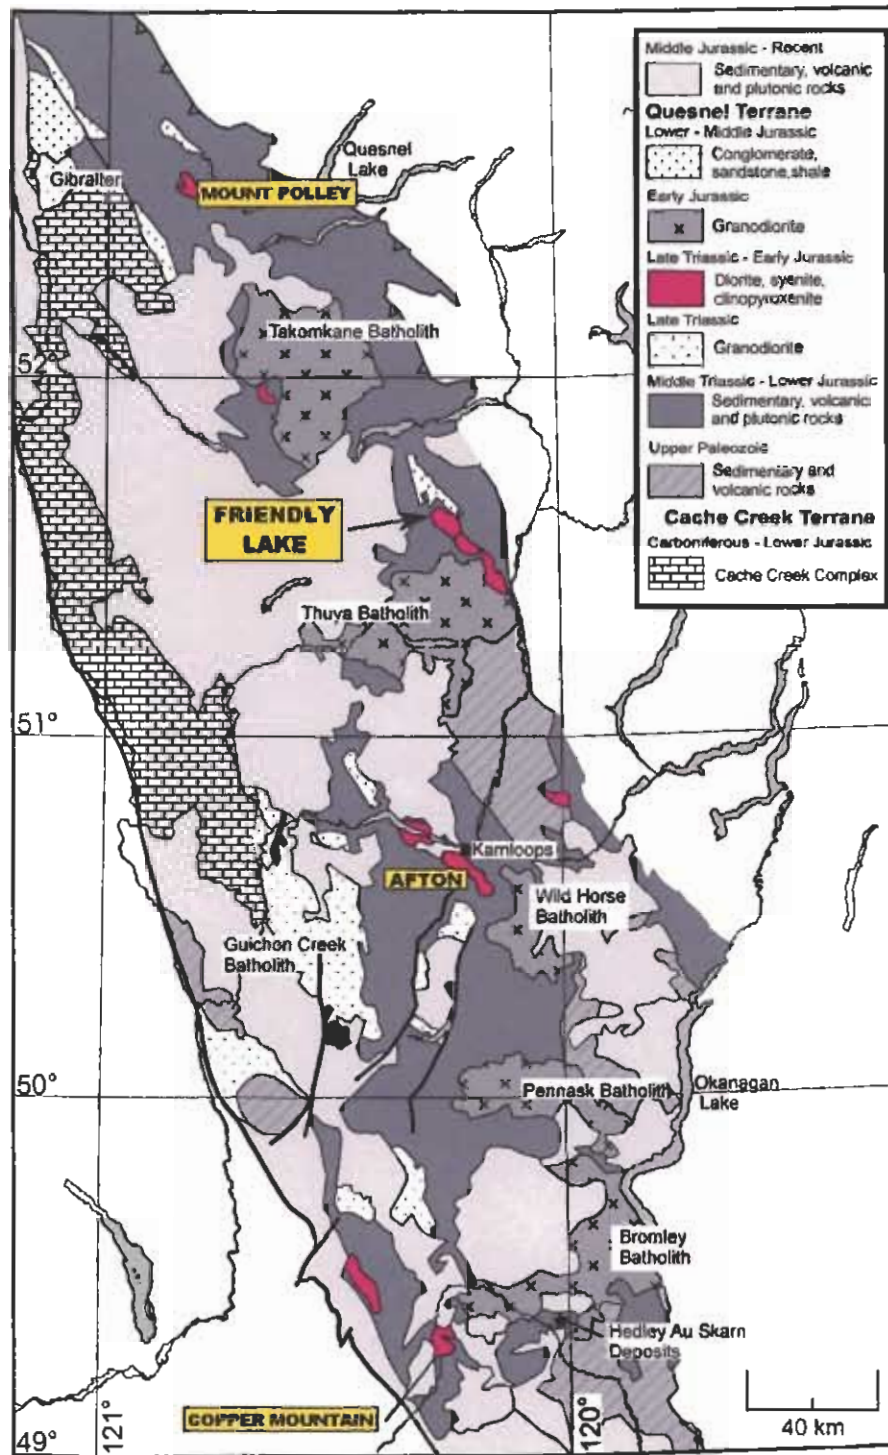 Middle Jurassic - Recent
Sedimentary, volcanic
and plutonic rocks
Quesnel Terrane
Lower - Middle Jurassic
Conglomerate,
sandstone, shale
Early Jurassic
Granodiorite
Late Triassic - Early Jurassic
Diorite, syenite,
clinopyroxenite
Late Triassic
Granodiorite
Middle Triassic - Lower Jurassic
Sedimentary, volcanic
and plutonic rocks
Upper Paleozoic
Sedimentary and
volcanic rocks
Cache Creek Terrane
Carboniferous - Lower Jurassic
Cache Creek Complex
Quesnel
Lake
Gibralter
MOUNT POLLEY
Takomkane Batholith
52°
FRIENDLY
LAKE
Thuya Batholith
51°
Kamloops
AFTON
Wild Horse
Batholith
Guichon Creek
Batholith
50°
Pennask Batholith
Okanagan
Lake
Bromley
Batholith
Hedley Au Skarn
Deposits
COPPER MOUNTAIN
49°
121°
120°
40 km